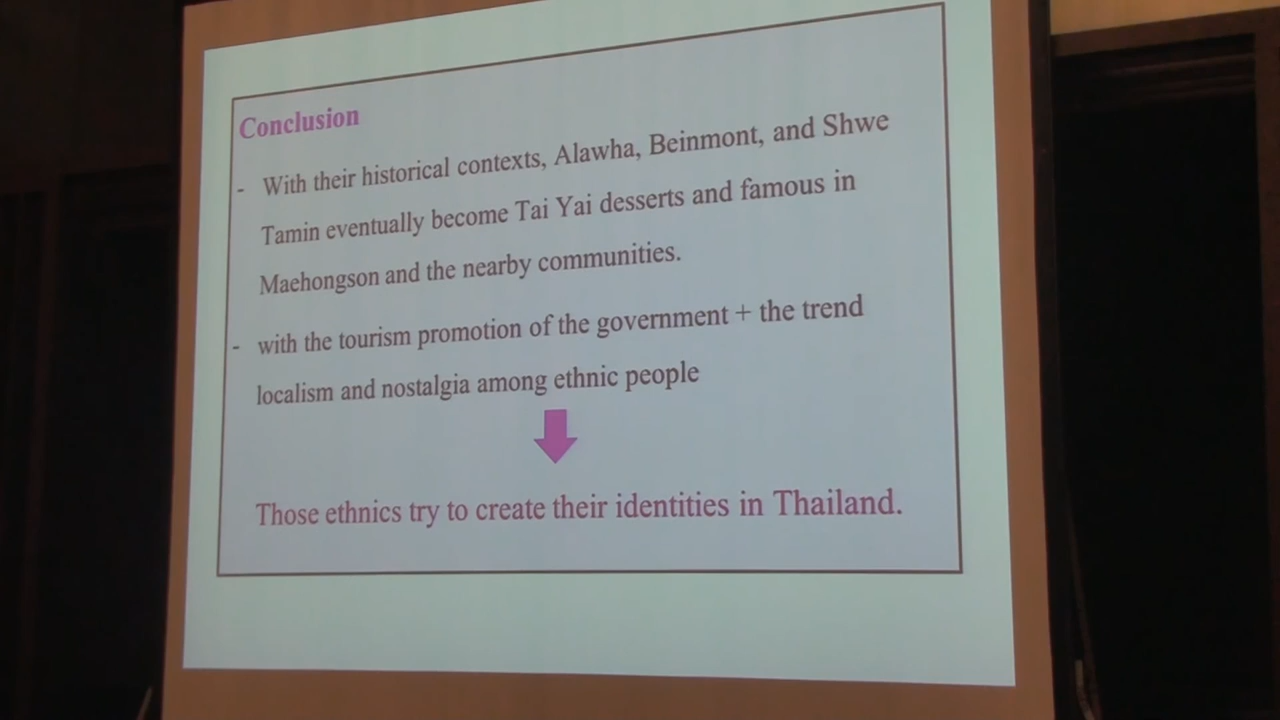 Conclusion
- With their historical contexts, Alawha, Beinmont, and Shwe
Tamin eventually become Tai Yai desserts and famous in
Maehongson and the nearby communities.
- with the tourism promotion of the government + the trend
localism and nostalgia among ethnic people
Those ethnics try to create their identities in Thailand.